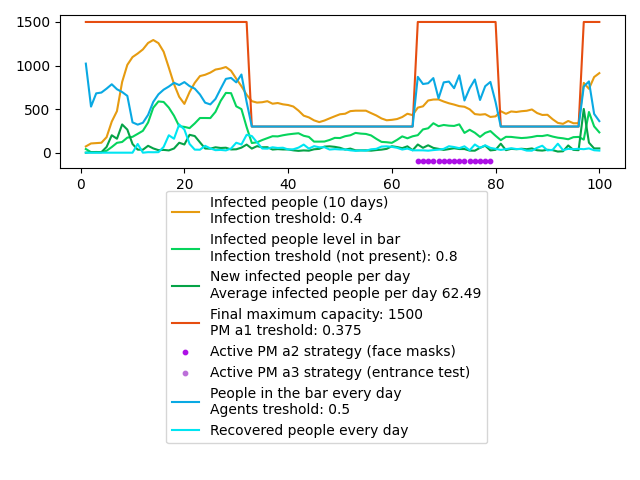 1500
1000
500
0
0
20
40
60
80
100
Infected people (10 days)
Infection treshold: 0.4
Infected people level in bar
Infection treshold (not present): 0.8
New infected people per day
Average infected people per day 62.49
Final maximum capacity: 1500
PM a1 treshold: 0.375
Active PM a2 strategy (face masks)
Active PM a3 strategy (entrance test)
People in the bar every day
Agents treshold: 0.5
Recovered people every day